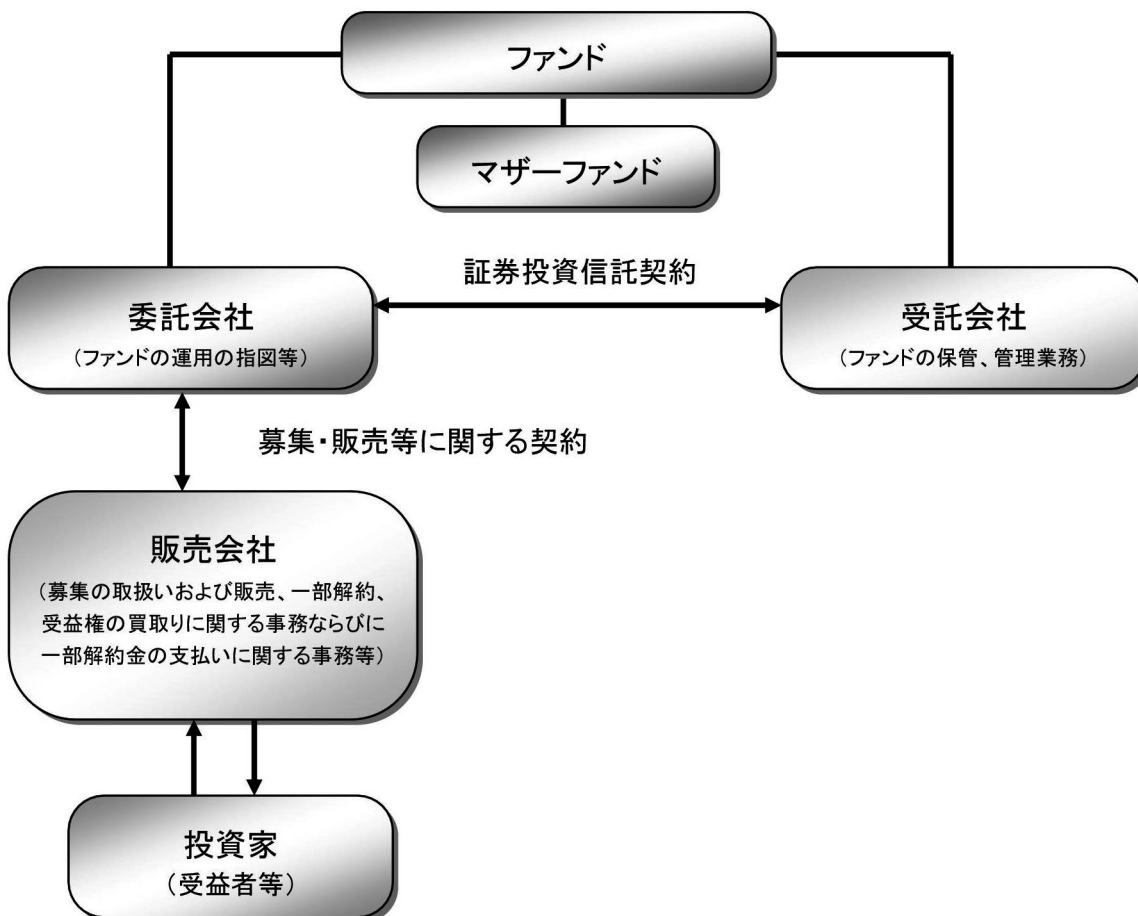 ファンド
マザーファンド
証券投資信託契約
委託会社
（ファンドの運用の指図等）
受託会社
（ファンドの保管、管理業務）
募集・販売等に関する契約
販売会社
（募集の取扱いおよび販売、一部解約、
受益権の買取りに関する事務ならびに
一部解約金の支払いに関する事務等）
投資家
（受益者等）